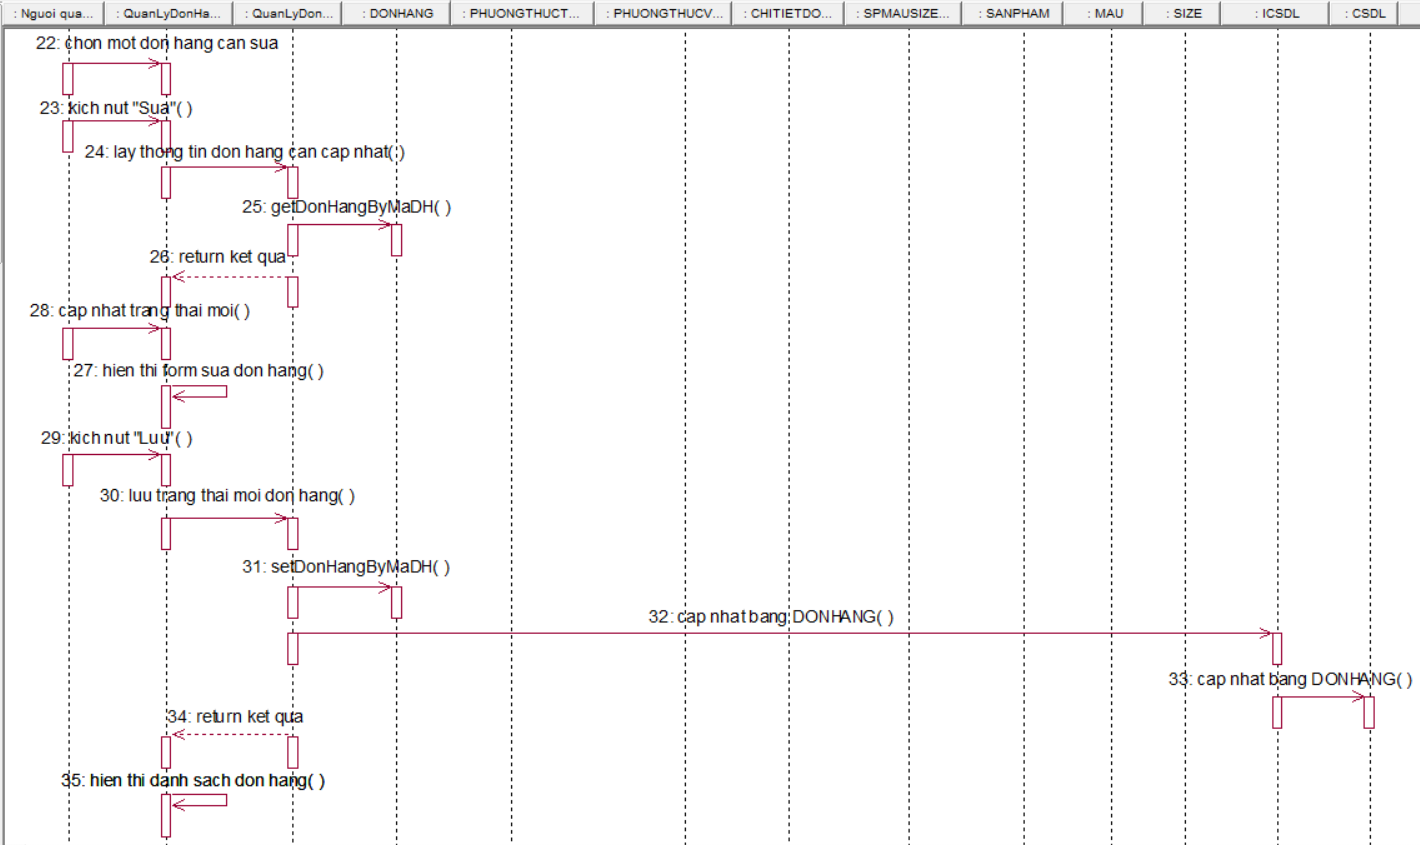 : Nguoi qua...
: QuanLyDonHa...
: QuanLyDon...
: DONHANG
: PHUONGTHUCT...
: PHUONGTHUCV...
: CHITIETDO...
: SPMAUSIZE...
: SANPHAM
: MAU
: SIZE
: ICSDL
: CSDL
22: chon mot don hang can sua
23: kich nut "Sua"( )
24: lay thong tin don hang can cap nhat( )
25: getDonHangByMaDH( )
26: return ket qua
28: cap nhat trang thai moi( )
27: hien thi form sua don hang( )
29: kich nut "Luu"( )
30: luu trang thai moi don hang( )
31: setDonHangByMaDH( )
32: cap nhat bang DONHANG( )
33: cap nhat bang DONHANG( )
34: return ket qua
35: hien thi danh sach don hang( )